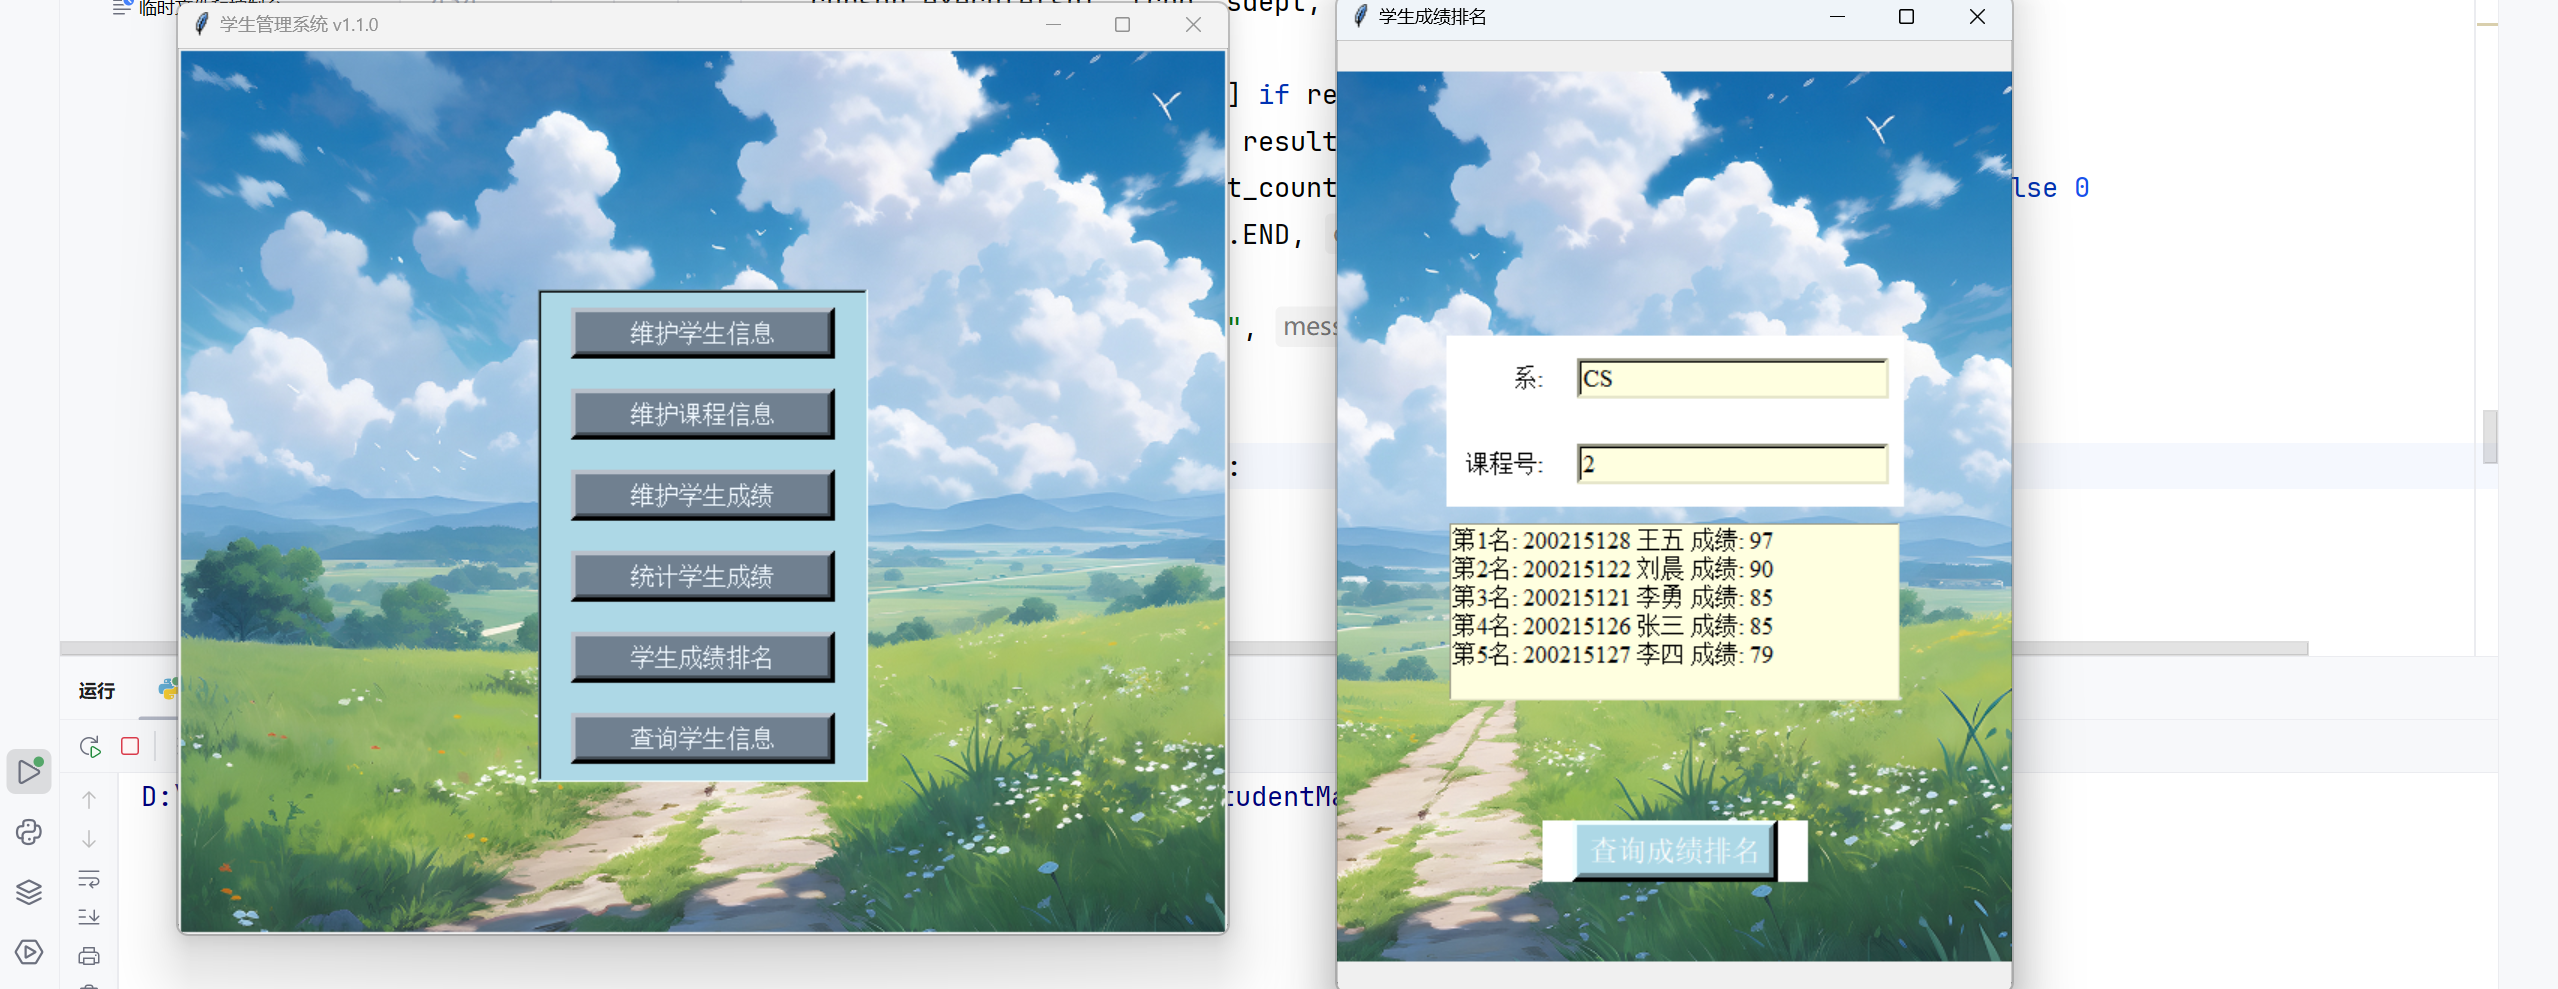 学生管理系统 v1.1.0
维护学生信息
维护课程信息
维护学生成绩
统计学生成绩
学生成绩排名
查询学生信息
sdept,
] if re
result
t_count
lse 0
.END,
", mess
:
学生成绩排名
系: CS
课程号: 2
第1名: 200215128 王五 成绩: 97
第2名: 200215122 刘晨 成绩: 90
第3名: 200215121 李勇 成绩: 85
第4名: 200215126 张三 成绩: 85
第5名: 200215127 李四 成绩: 79
查询成绩排名
运行
D:\
tudentMa